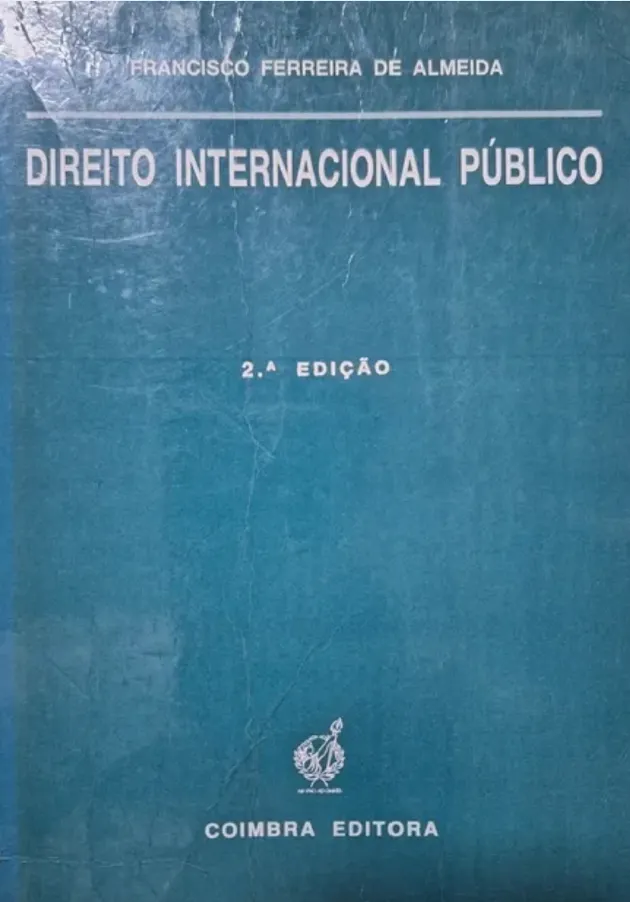 FRANCISCO FERREIRA DE ALMEIDA
DIREITO INTERNACIONAL PÚBLICO
2.ª EDIÇÃO
COIMBRA EDITORA